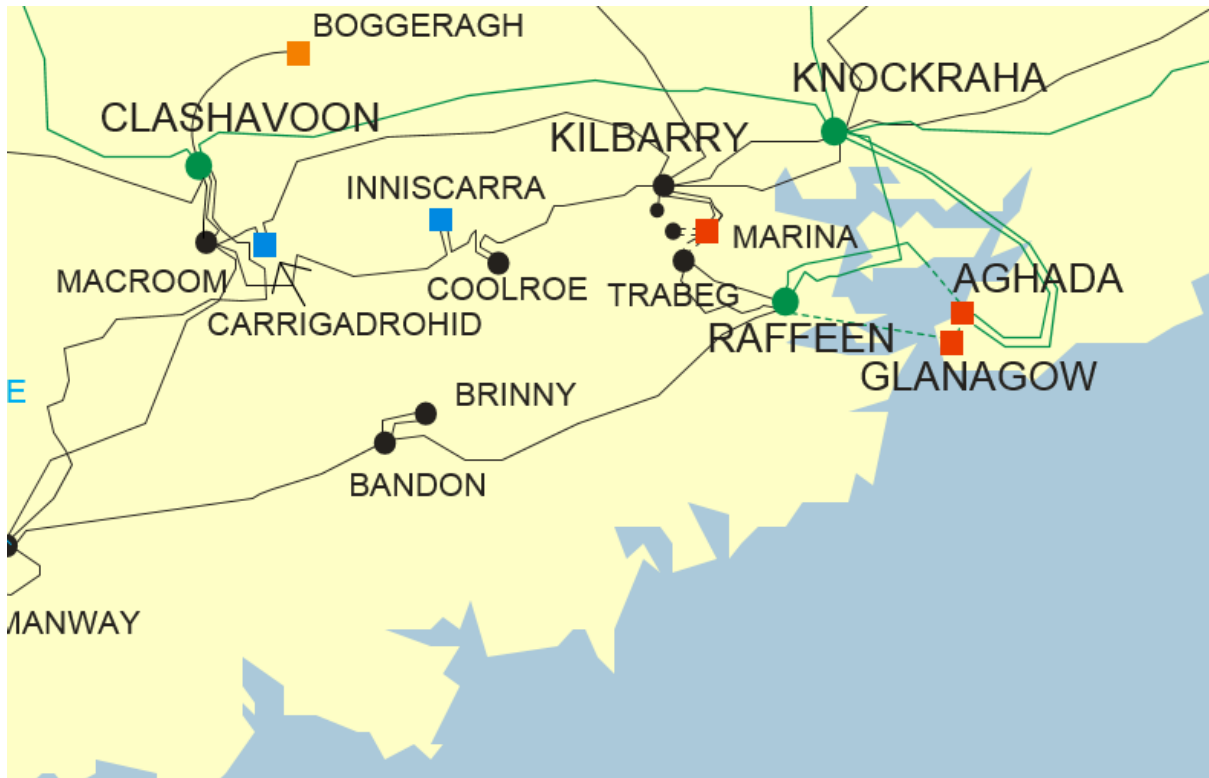 BOGGERAGH
KNOCKRAHA
CLASHAVOON
KILBARRY
INNISCARRA
MARINA
MACROOM
COOLROE
TRABEG
AGHADA
CARRIGADROHID
RAFFEEN
GLANAGOW
E
BRINNY
BANDON
MANWAY